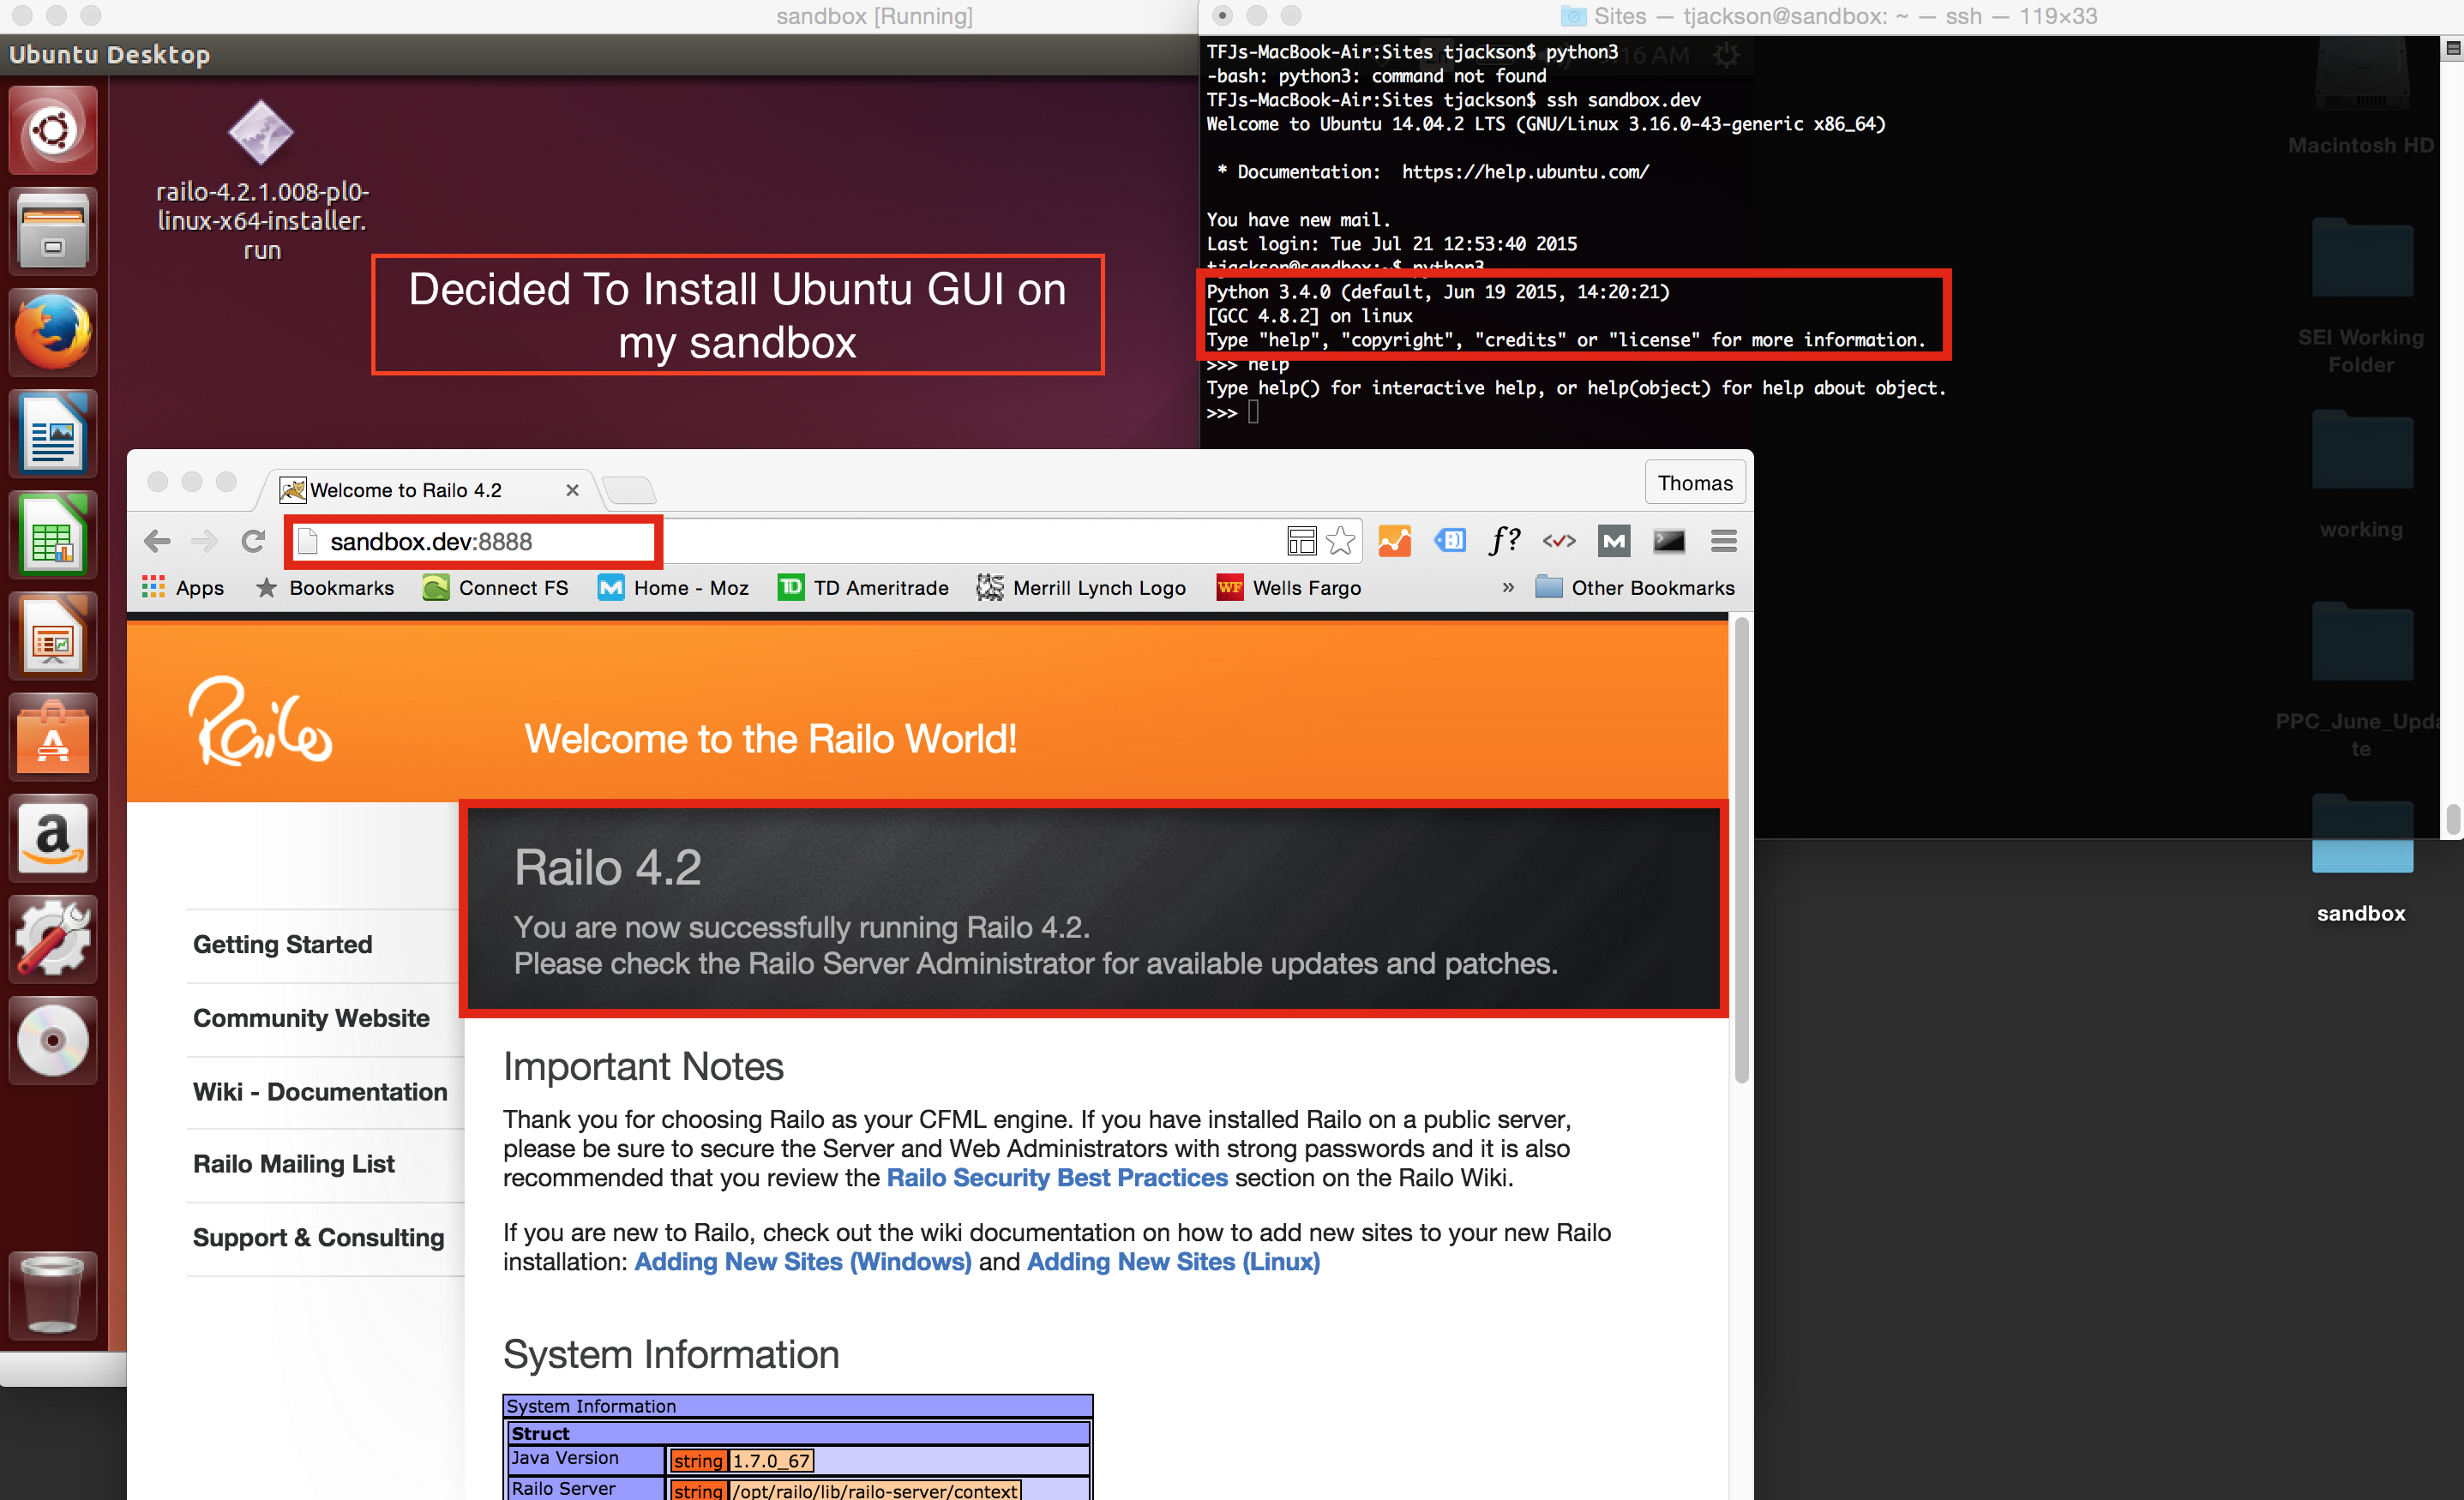 sandbox [Running]
Ubuntu Desktop
railo-4.2.1.008-pl0-
linux-x64-installer.
run
Decided To Install Ubuntu GUI on
my sandbox
Sites — tjackson@sandbox: ~ — ssh — 119×33
TFJs-MacBook-Air:Sites tjackson$ python3
16 AM
-bash: python3: command not found
TFJs-MacBook-Air:Sites tjackson$ ssh sandbox.dev
Welcome to Ubuntu 14.04.2 LTS (GNU/Linux 3.16.0-43-generic x86_64)
* Documentation:  https://help.ubuntu.com/
You have new mail.
Last login: Tue Jul 21 12:53:40 2015
tjackson@sandbox:~$ python3
Python 3.4.0 (default, Jun 19 2015, 14:20:21)
[GCC 4.8.2] on linux
Type "help", "copyright", "credits" or "license" for more information.
>>> help
Type help() for interactive help, or help(object) for help about object.
>>>
Macintosh HD
SEI Working
Folder
working
PPC_June_Upda
te
sandbox
Welcome to Railo 4.2
Thomas
sandbox.dev:8888
Apps
Bookmarks
Connect FS
Home - Moz
TD Ameritrade
Merrill Lynch Logo
Wells Fargo
»
Other Bookmarks
Railo
Welcome to the Railo World!
Railo 4.2
You are now successfully running Railo 4.2.
Please check the Railo Server Administrator for available updates and patches.
Getting Started
Community Website
Wiki - Documentation
Railo Mailing List
Support & Consulting
Important Notes
Thank you for choosing Railo as your CFML engine. If you have installed Railo on a public server,
please be sure to secure the Server and Web Administrators with strong passwords and it is also
recommended that you review the Railo Security Best Practices section on the Railo Wiki.
If you are new to Railo, check out the wiki documentation on how to add new sites to your new Railo
installation: Adding New Sites (Windows) and Adding New Sites (Linux)
System Information
System Information
Struct
Java Version string 1.7.0_67
Railo Server string /opt/railo/lib/railo-server/context